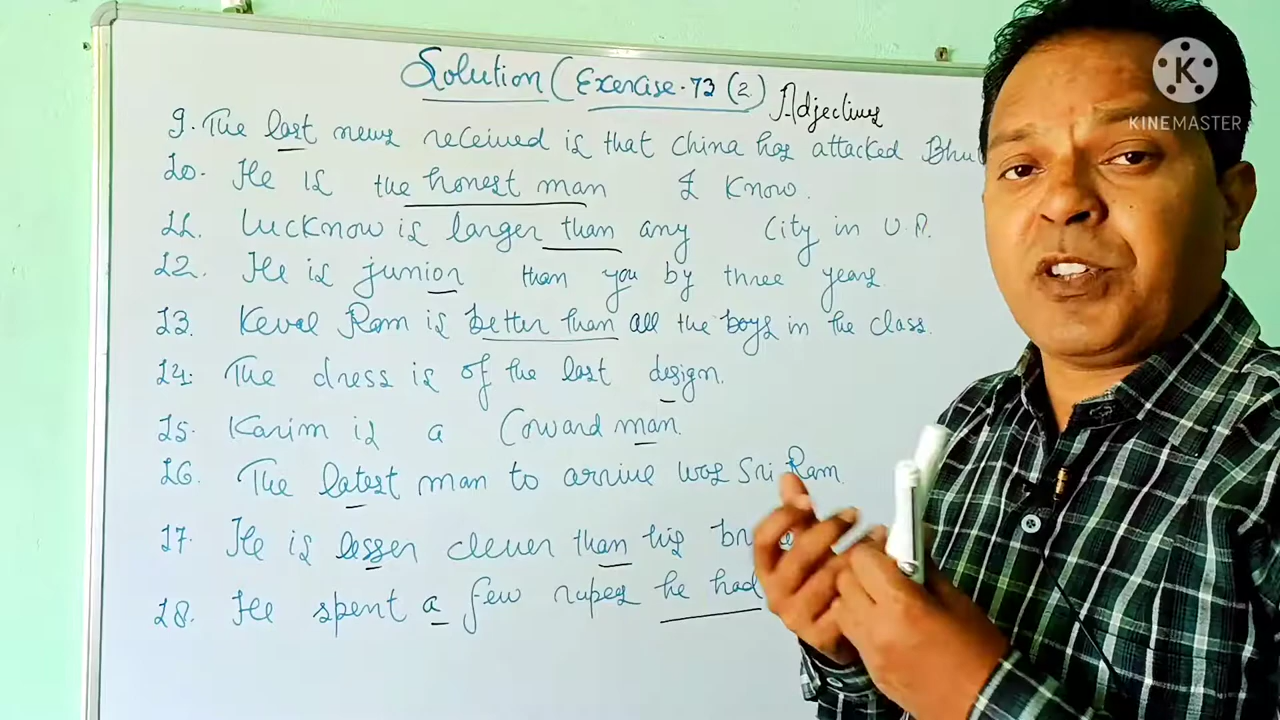 Solution (Exercise. 73 (2)
Adjectives
K
KINEMASTER
9. The last news received is that China has attacked Bhu
10. He is the honest man I know.
11. Lucknow is larger than any City in U.P.
12. He is junion than you by three years.
13. Keval Ram is better than all the boys in the class.
14. The dress is of the last design.
15. Karim is a Coward man.
16. The latest man to arrive was Sri Ram.
17. He is lesser clever than his br
18. He spent a few rupes he had